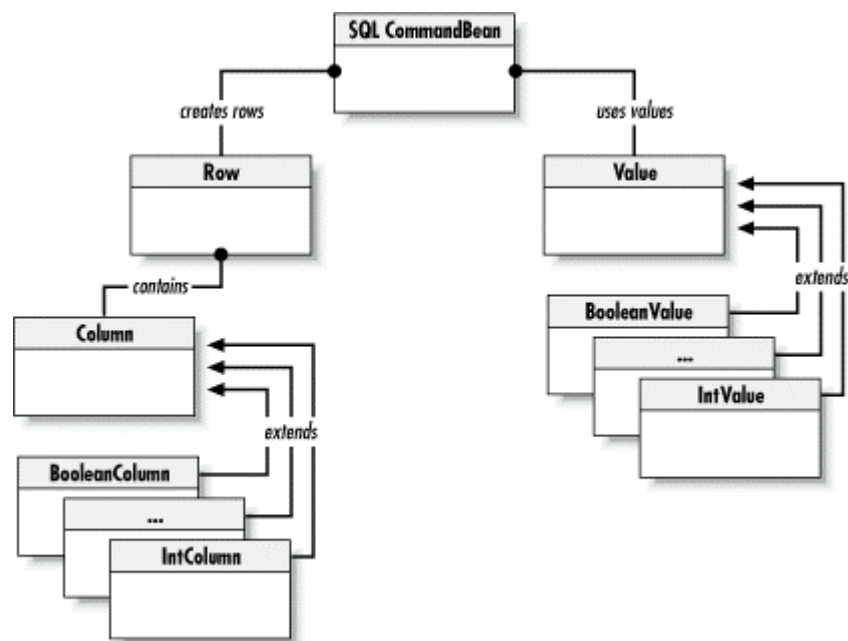 SQL CommandBean
creates rows
uses values
Row
Value
contains
extends
Column
BooleanValue
...
IntValue
extends
BooleanColumn
...
IntColumn